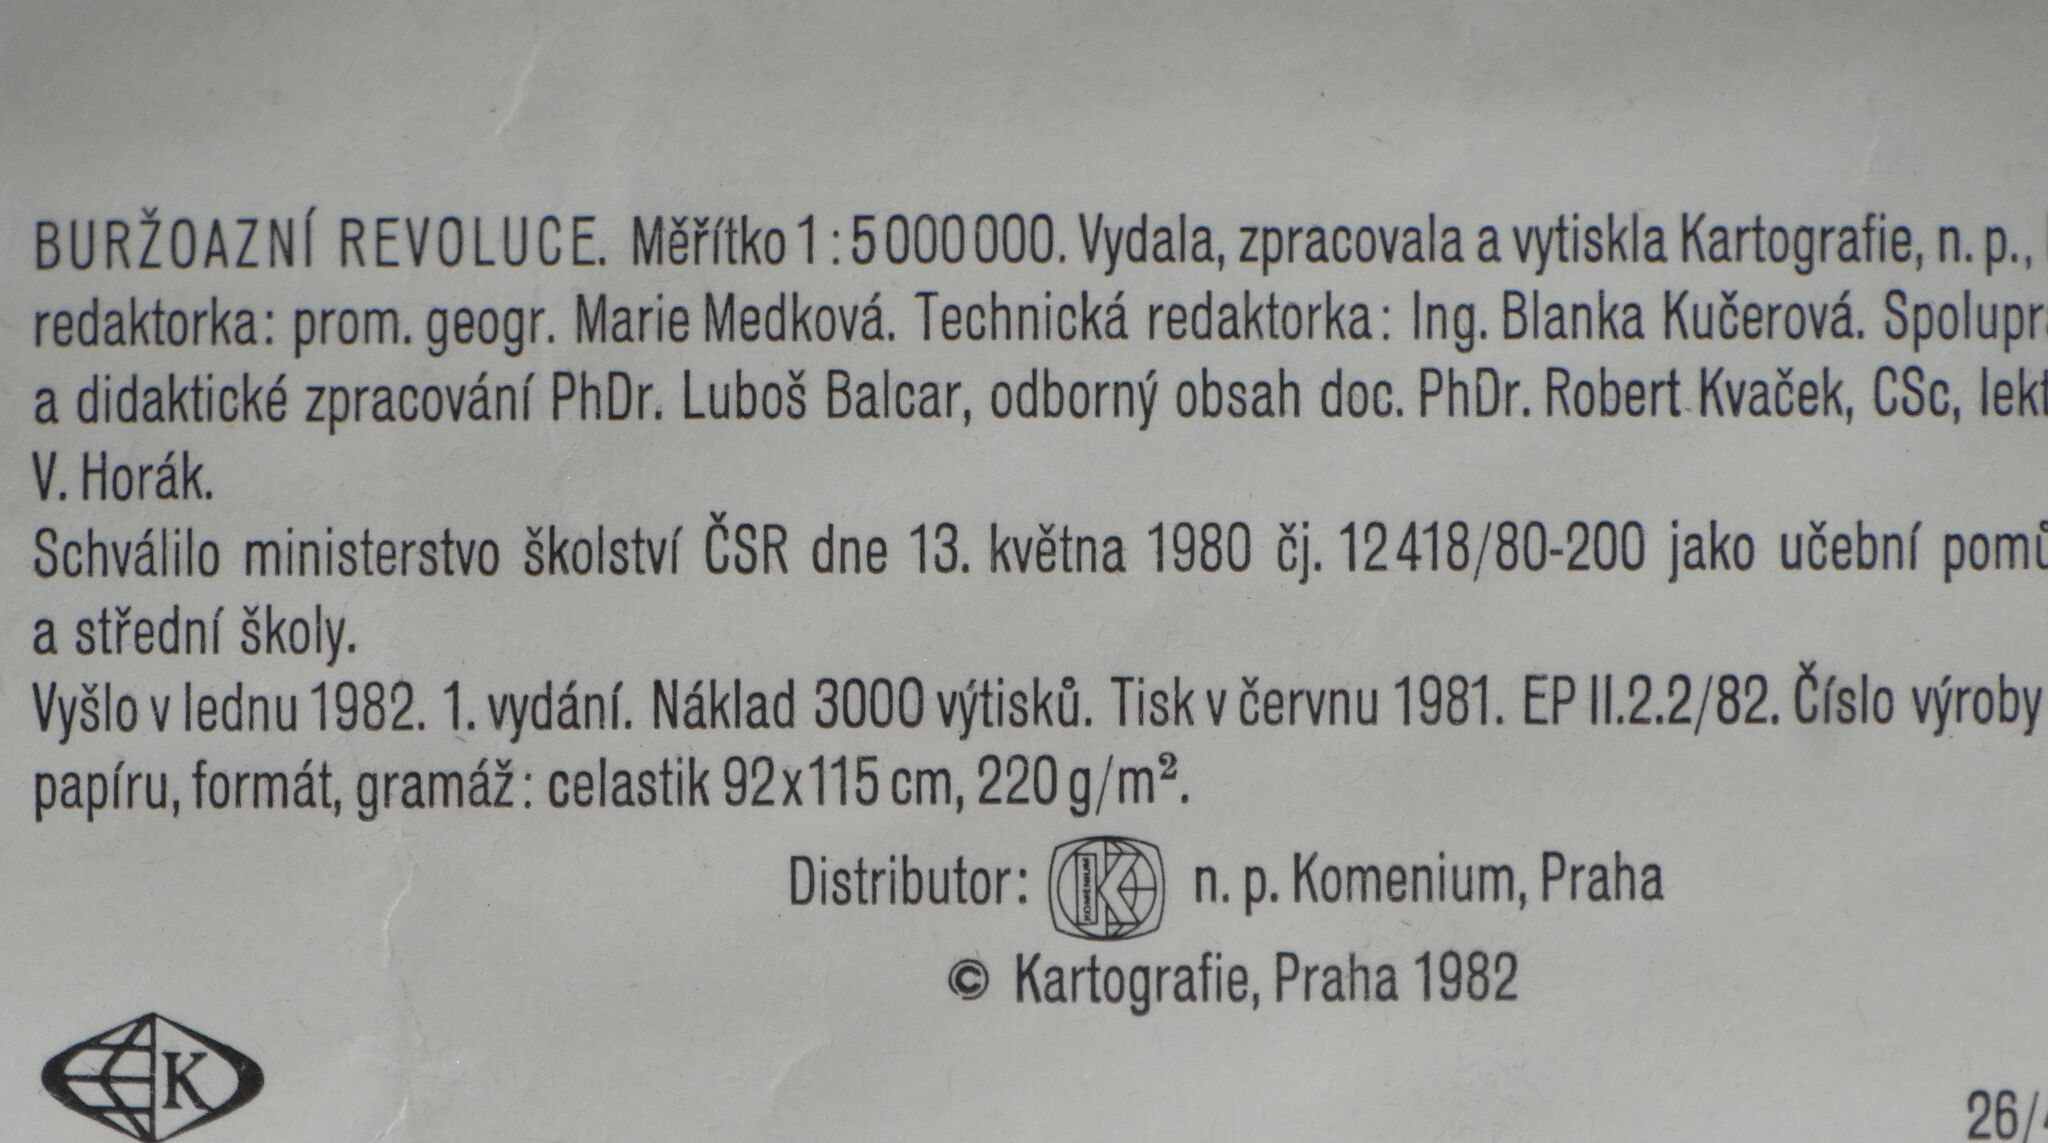 BURŽOAZNÍ REVOLUCE. Měřítko 1 : 5 000 000. Vydala, zpracovala a vytiskla Kartografie, n. p.,
redaktorka: prom. geogr. Marie Medková. Technická redaktorka: Ing. Blanka Kučerová.
a didaktické zpracování PhDr. Luboš Balcar, odborný obsah doc. PhDr. Robert Kvaček, CSc,
V. Horák.
Schválilo ministerstvo školství ČSR dne 13. května 1980 čj. 12 418/80-200 jako učební
a střední školy.
Vyšlo v lednu 1982. 1. vydání. Náklad 3000 výtisků. Tisk v červnu 1981. EP II.2.2/82. Číslo výroby
papíru, formát, gramáž: celastik 92x115 cm, 220 g/m².
Distributor: KOMENIUM K n. p. Komenium, Praha
© Kartografie, Praha 1982
K
26/